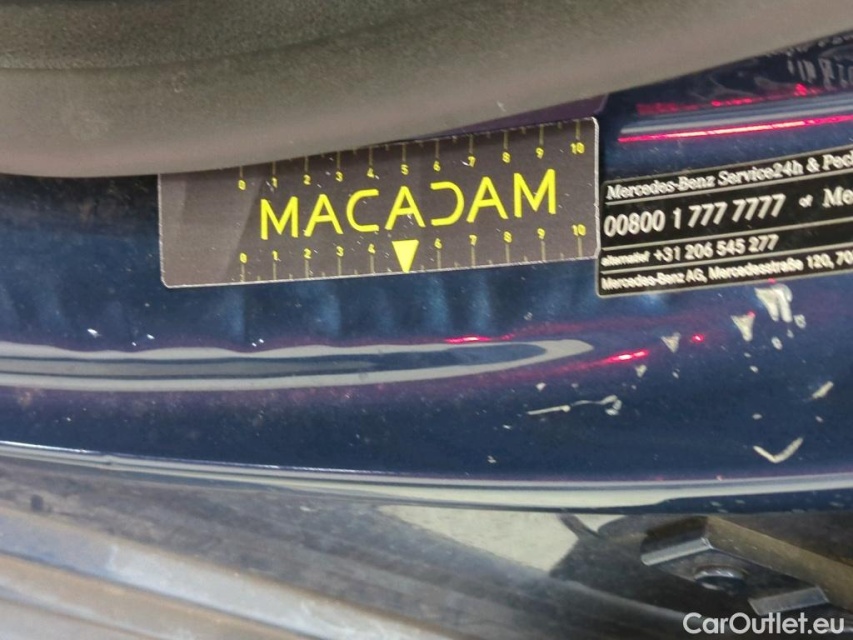 0 1 2 3 4 5 6 7 8 9 10
MACADAM
0 1 2 3 4 6 7 8 9 10
Mercedes-Benz Service24h &
00800 1 777 7777
alternatief +31 206 545 277
Mercedes-Benz AG, Mercedesstraße 120, 70
CarOutlet.eu